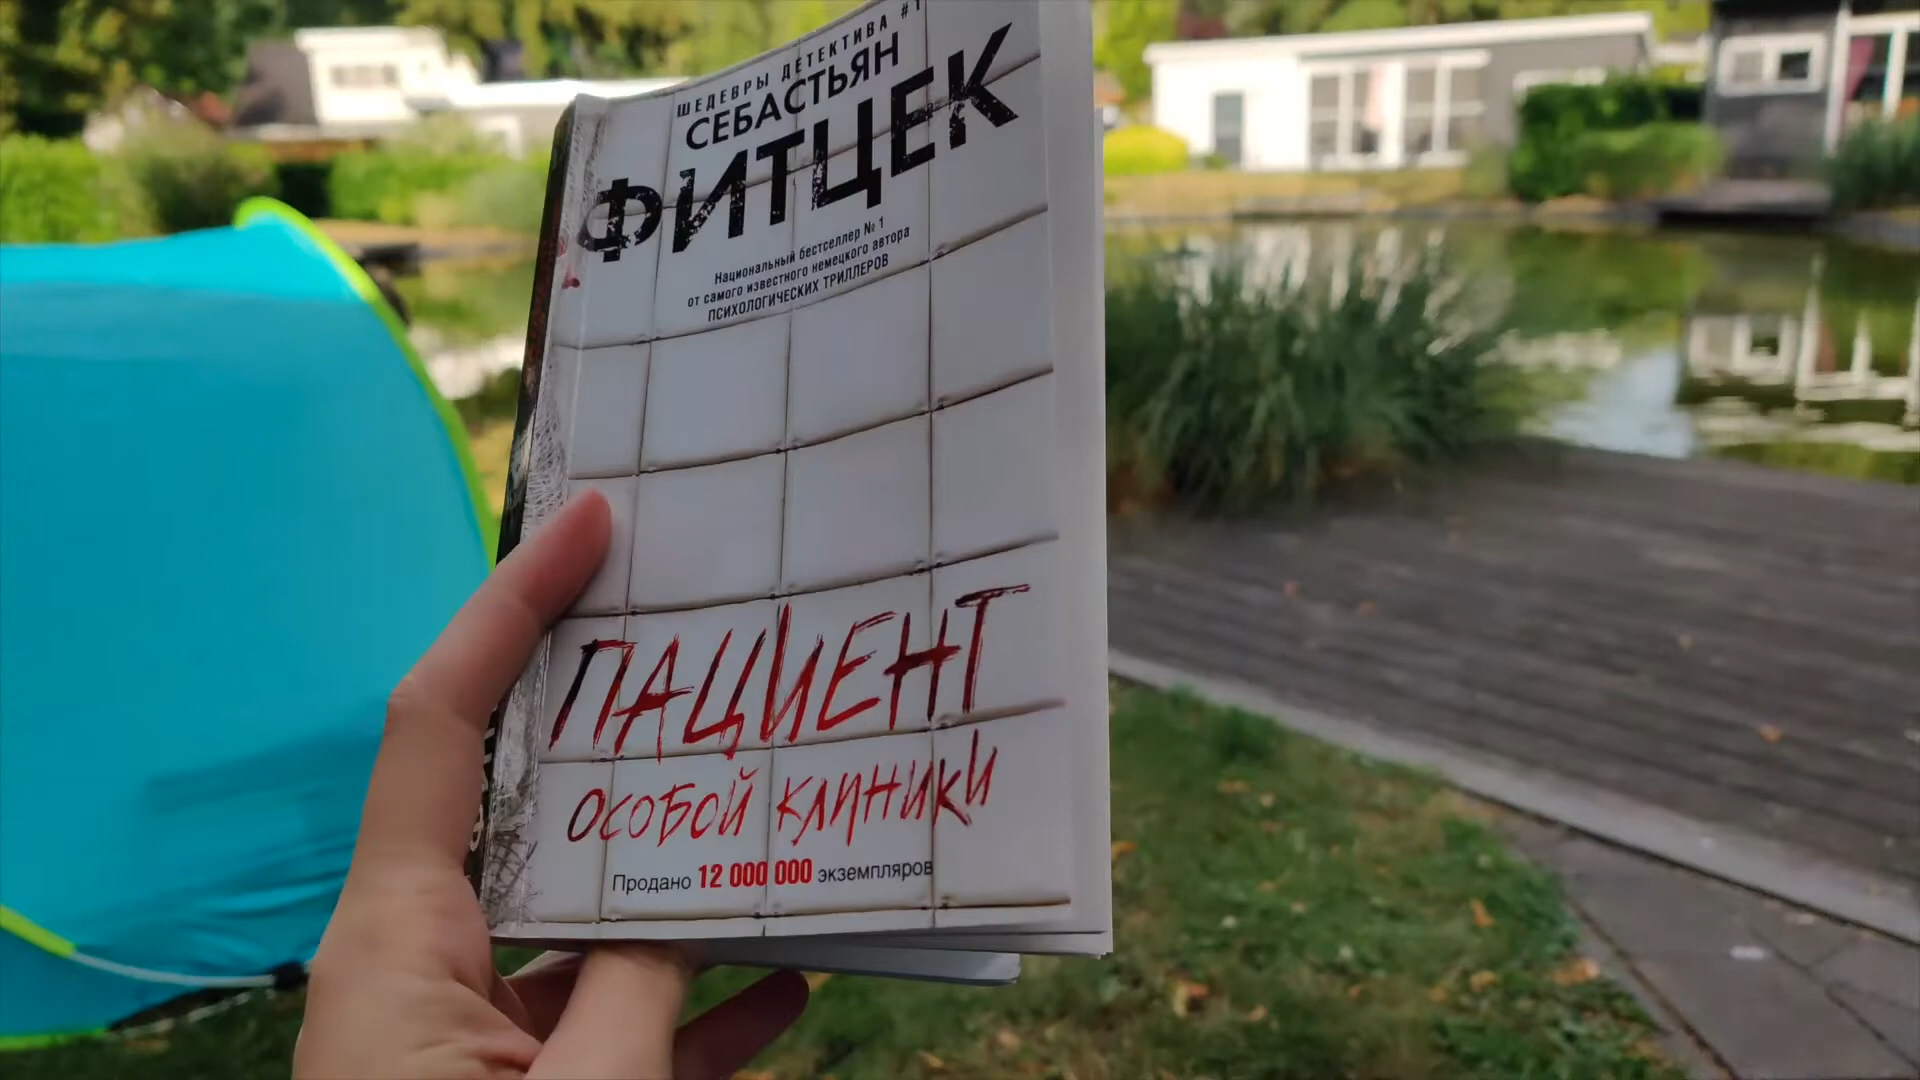 ШЕДЕВРЫ ДЕТЕКТИВА #1
СЕБАСТЬЯН
ФИТЦЕК
Национальный бестселлер № 1
от самого известного немецкого автора
ПСИХОЛОГИЧЕСКИХ ТРИЛЛЕРОВ
ПАЦИЕНТ
ОСОБОЙ КЛИНИКИ
Продано 12 000 000 экземпляров